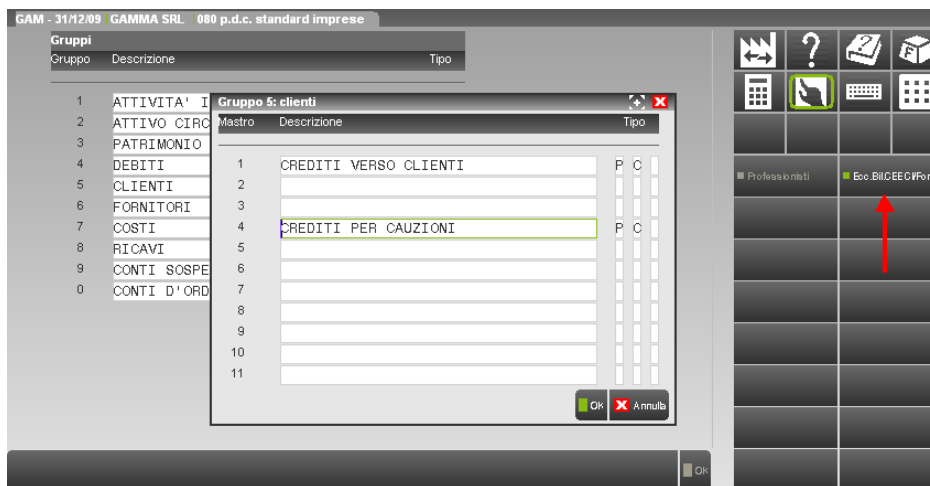 GAM - 31/12/09 GAMMA SRL 080 p.d.c. standard imprese
Gruppi
Gruppo Descrizione Tipo
1 ATTIVITA' I
2 ATTIVO CIRC
3 PATRIMONIO
4 DEBITI
5 CLIENTI
6 FORNITORI
7 COSTI
8 RICAVI
9 CONTI SOSPE
0 CONTI D'ORD
Gruppo 5: clienti
Mastro Descrizione Tipo
1 CREDITI VERSO CLIENTI P C
2
3
4 CREDITI PER CAUZIONI P C
5
6
7
8
9
10
11
Ok Annulla
OK
Professionisti
Ecc.Bil.CEEC